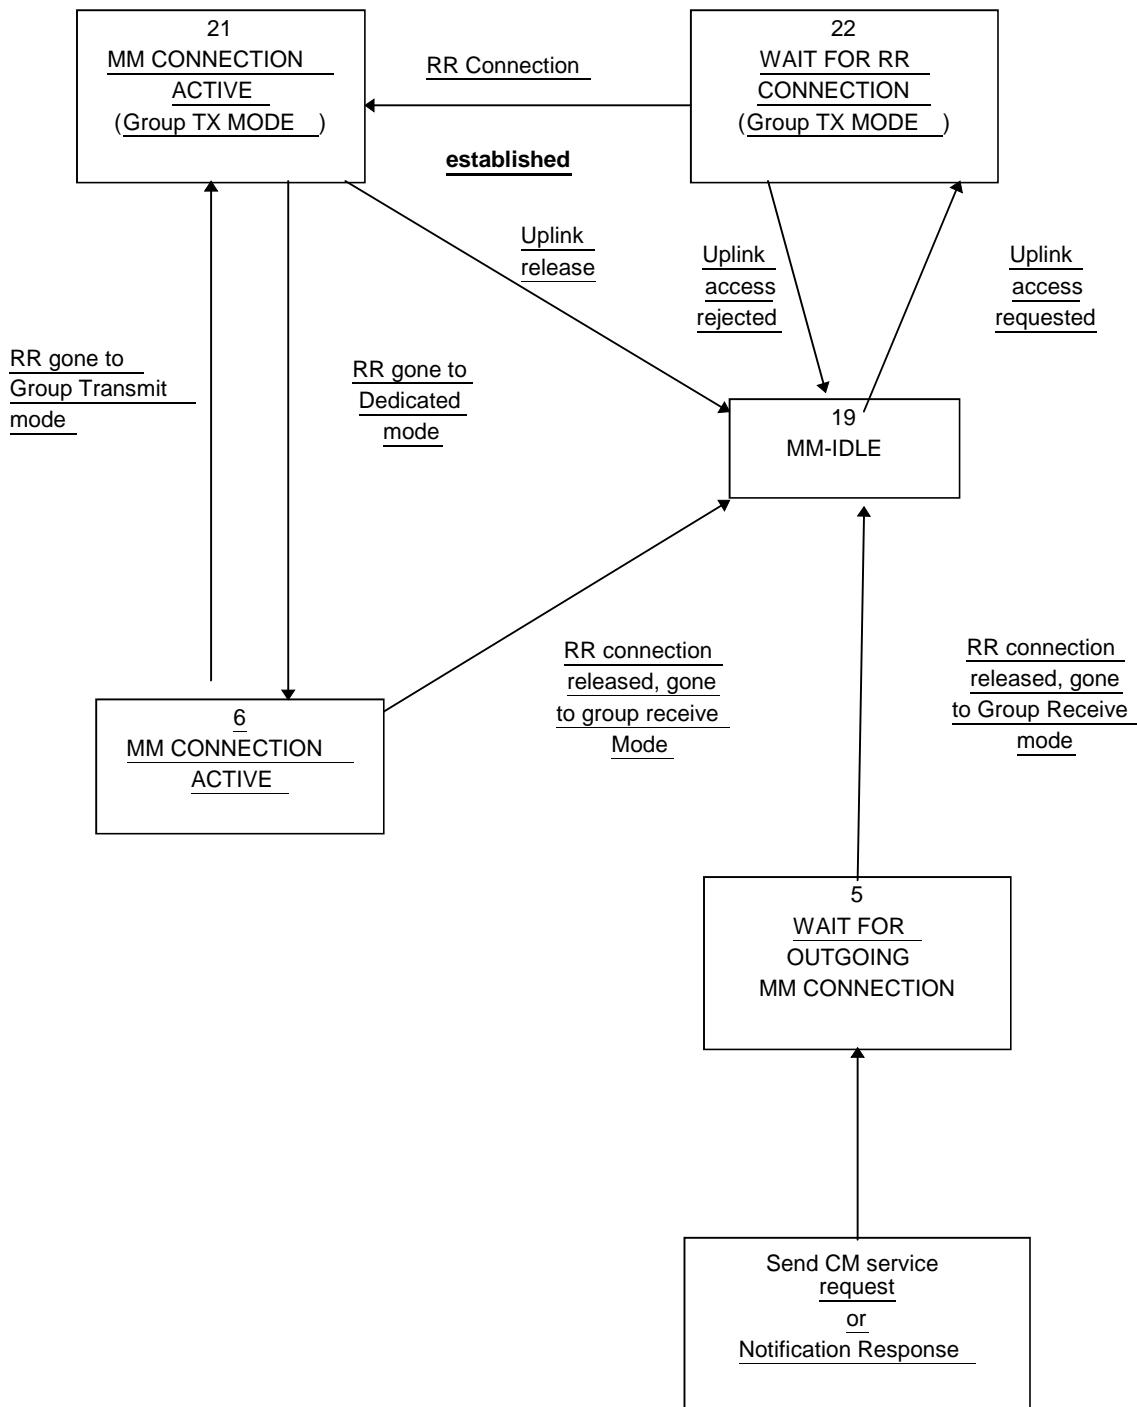 21
MM CONNECTION
ACTIVE
(Group TX MODE )
RR Connection
established
22
WAIT FOR RR
CONNECTION
(Group TX MODE )
Uplink
release
Uplink
access
rejected
Uplink
access
requested
RR gone to
Group Transmit
mode
RR gone to
Dedicated
mode
19
MM-IDLE
RR connection
released, gone
to group receive
Mode
RR connection
released, gone
to Group Receive
mode
6
MM CONNECTION
ACTIVE
5
WAIT FOR
OUTGOING
MM CONNECTION
Send CM service
request
or
Notification Response